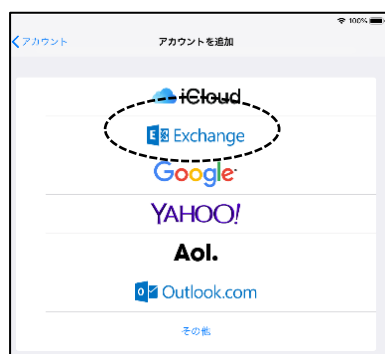 100%
アカウント アカウントを追加
iCloud
Exchange
Google
YAHOO!
Aol.
Outlook.com
その他